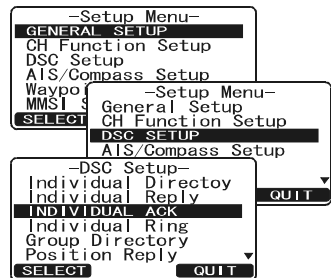 -Setup Menu-
GENERAL SETUP
CH Function Setup
DSC Setup
AIS/Compass Setup
Waypo
MMSI S
SELECT
-Setup Menu-
General Setup
CH Function Setup
DSC SETUP
AIS/Compass Setup
QUIT
-DSC Setup-
Individual Directoy
Individual Reply
INDIVIDUAL ACK
Individual Ring
Group Directory
Position Reply
SELECT QUIT